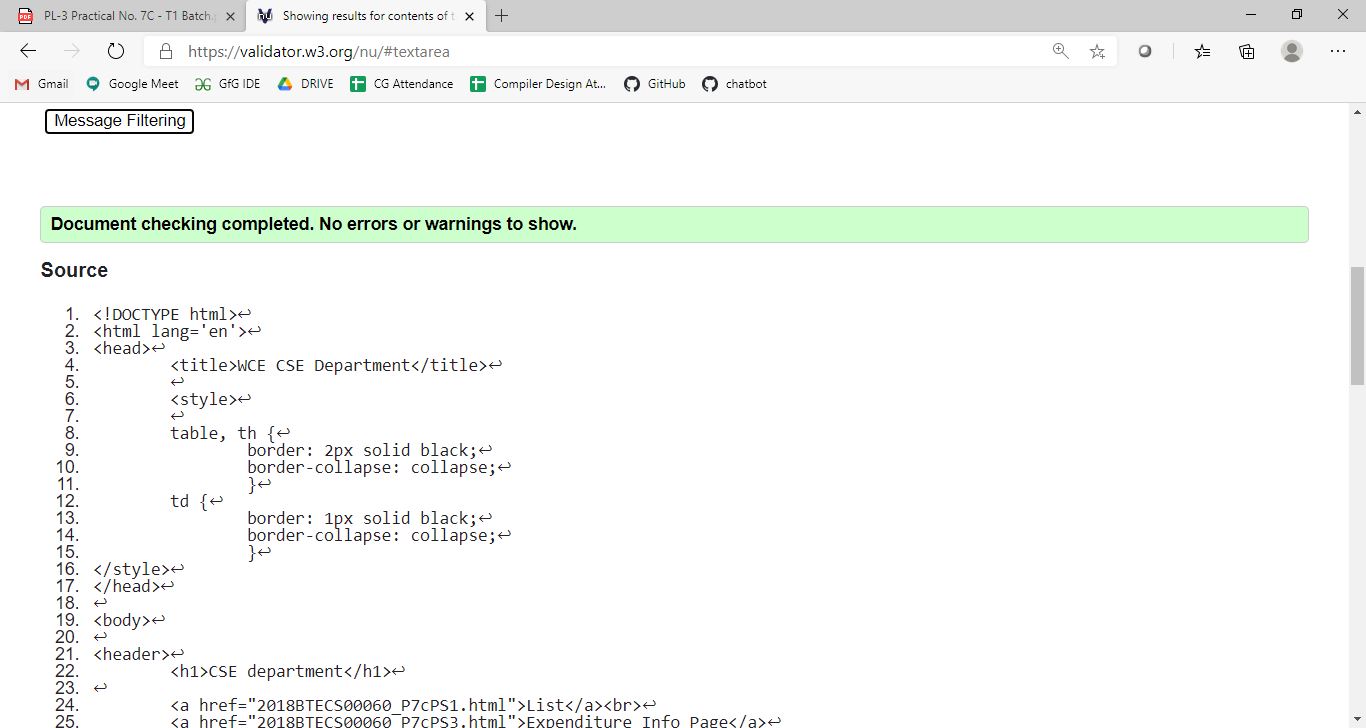 PL-3 Practical No. 7C - T1 Batch.
Showing results for contents of t
https://validator.w3.org/nu/#textarea
Gmail Google Meet GfG IDE DRIVE CG Attendance Compiler Design At... GitHub chatbot
Message Filtering
Document checking completed. No errors or warnings to show.
Source
1. <!DOCTYPE html>↩
2. <html lang='en'>↩
3. <head>↩
4. <title>WCE CSE Department</title>↩
5. ↩
6. <style>↩
7. ↩
8. table, th {↩
9. border: 2px solid black;↩
10. border-collapse: collapse;↩
11. }↩
12. td {↩
13. border: 1px solid black;↩
14. border-collapse: collapse;↩
15. }↩
16. </style>↩
17. </head>↩
18. ↩
19. <body>↩
20. ↩
21. <header>↩
22. <h1>CSE department</h1>↩
23. ↩
24. <a href="2018BTECS00060_P7cPS1.html">List</a><br>↩
25. <a href="2018BTECS00060_P7cPS3.html">Expenditure Info Page</a>↩